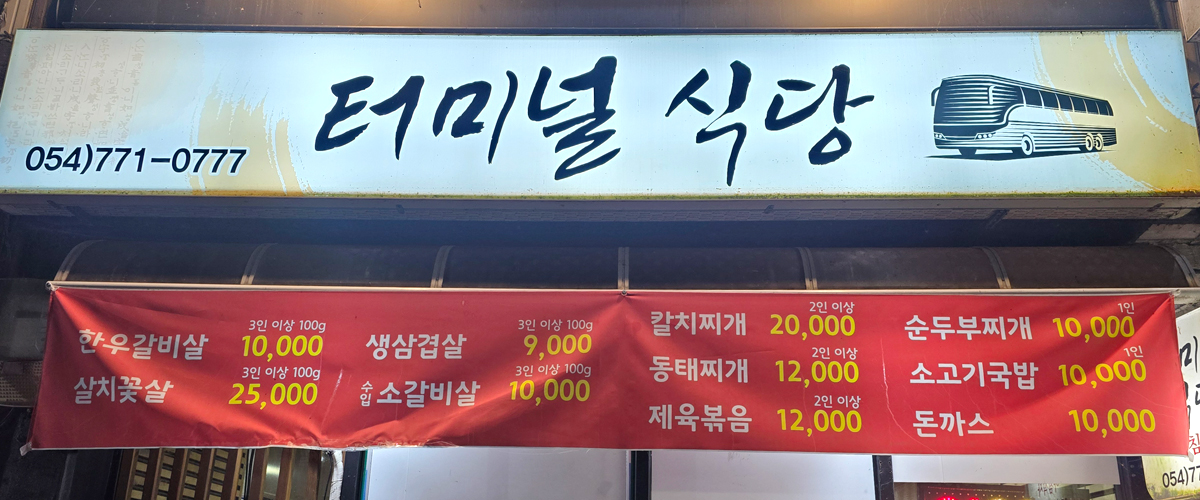 터미널 식당
054)771-0777
한우갈비살 3인 이상 100g 10,000
살치꽃살 3인 이상 100g 25,000
생삼겹살 3인 이상 100g 9,000
수입 소갈비살 3인 이상 100g 10,000
칼치찌개 2인 이상 20,000
동태찌개 2인 이상 12,000
제육볶음 2인 이상 12,000
순두부찌개 1인 10,000
소고기국밥 1인 10,000
돈까스 10,000
054)77